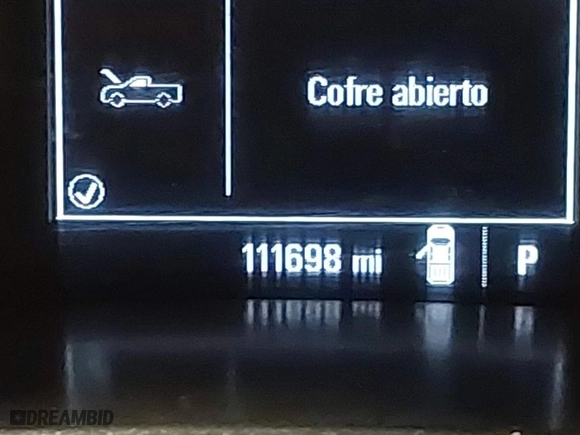 Cofre abierto
111698 mi P
DREAMBID